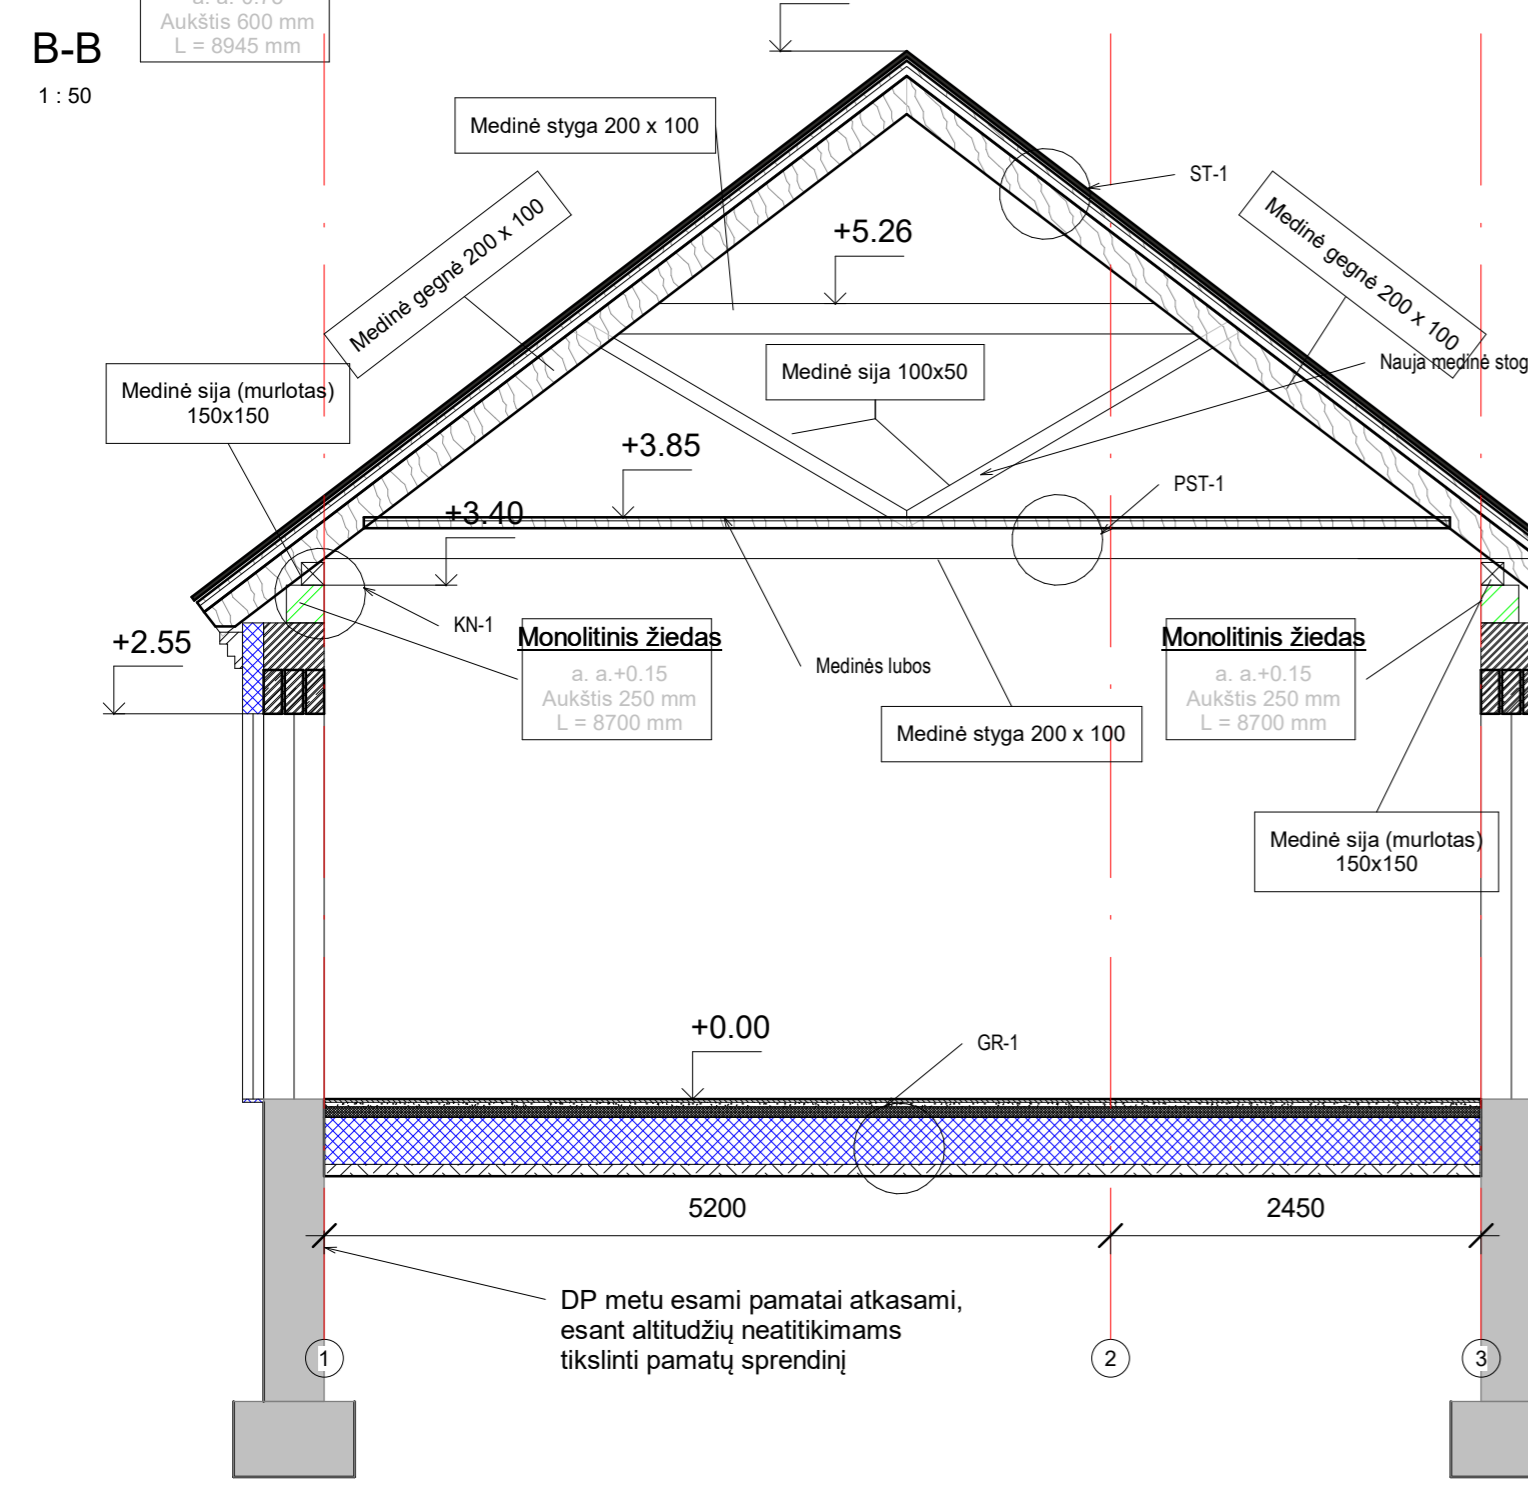 Aukštis 600 mm
L = 8945 mm
B-B
1 : 50
Medinė styga 200 x 100
ST-1
Medinė gegnė 200 x 100
+5.26
Medinė gegnė 200 x 100
Medinė sija (murlotas)
150x150
Medinė sija 100x50
Nauja medinė stog
+3.85
PST-1
+3.40
+2.55
KN-1
Monolitinis žiedas
a. a.+0.15
Aukštis 250 mm
L = 8700 mm
Medinės lubos
Monolitinis žiedas
a. a.+0.15
Aukštis 250 mm
L = 8700 mm
Medinė styga 200 x 100
Medinė sija (murlotas)
150x150
+0.00
GR-1
5200
2450
DP metu esami pamatai atkasami,
esant altitudžių neatitikimams
tikslinti pamatų sprendinį
1
2
3